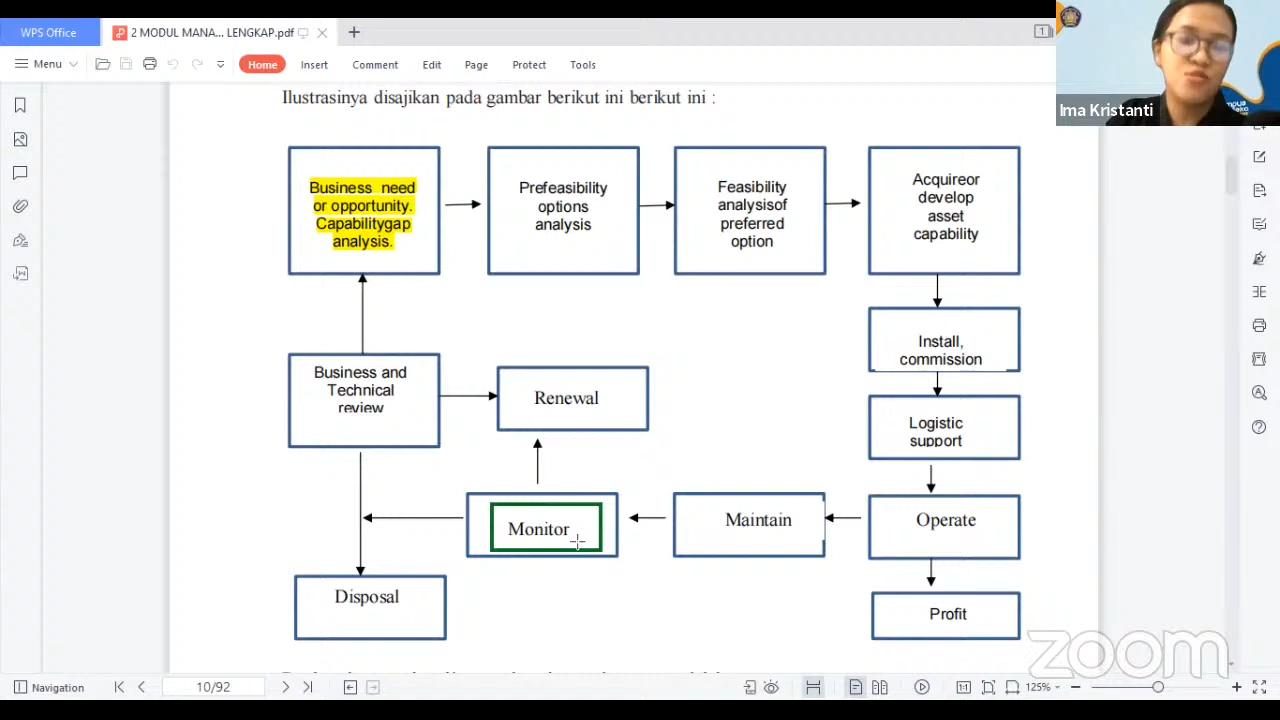 WPS Office
2 MODUL MANA... LENGKAP.pdf
1
Menu
Home
Insert
Comment
Edit
Page
Protect
Tools
Ima Kristanti
Ilustrasinya disajikan pada gambar berikut ini berikut ini :
Business need
or opportunity.
Capabilitygap
analysis.
Prefeasibility
options
analysis
Feasibility
analysisof
preferred
option
Acquireor
develop
asset
capability
Install,
commission
Business and
Technical
review
Renewal
Logistic
support
Monitor
Maintain
Operate
Disposal
Profit
zoom
Navigation
10/92
1:1
125%